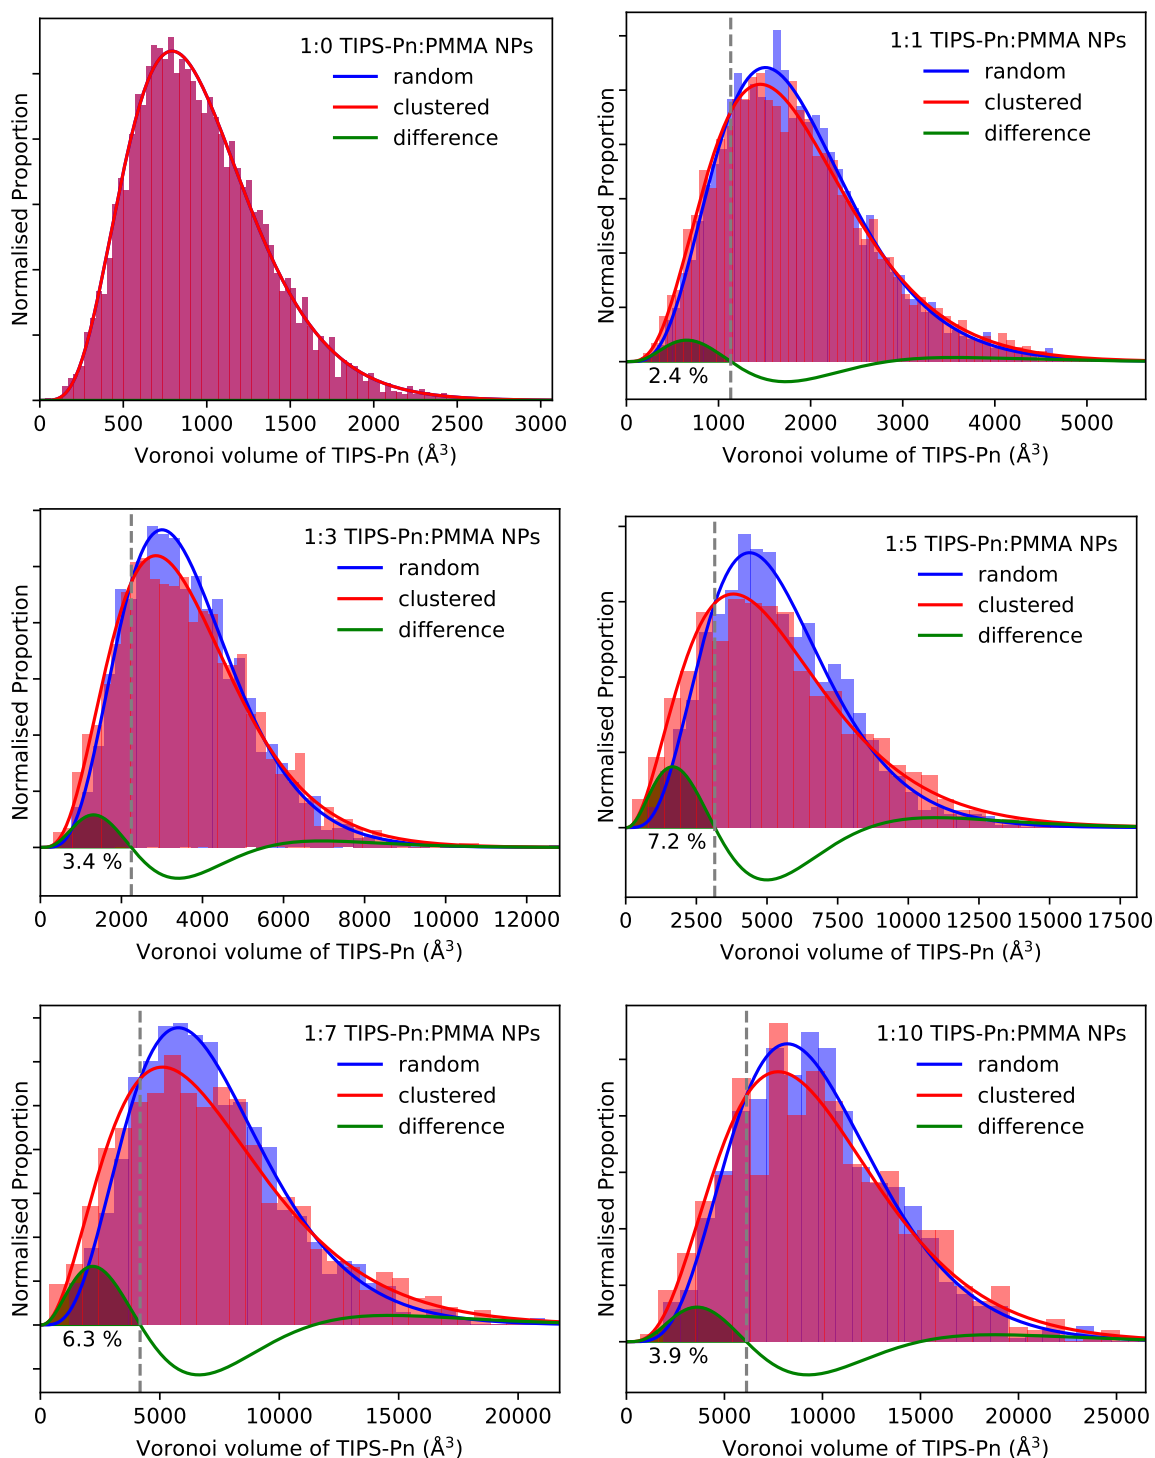 1:0 TIPS-Pn:PMMA NPs
random
clustered
difference
Normalised Proportion
0 500 1000 1500 2000 2500 3000
Voronoi volume of TIPS-Pn (Å³)
1:1 TIPS-Pn:PMMA NPs
random
clustered
difference
Normalised Proportion
2.4 %
0 1000 2000 3000 4000 5000
Voronoi volume of TIPS-Pn (Å³)
1:3 TIPS-Pn:PMMA NPs
random
clustered
difference
Normalised Proportion
3.4 %
0 2000 4000 6000 8000 10000 12000
Voronoi volume of TIPS-Pn (Å³)
1:5 TIPS-Pn:PMMA NPs
random
clustered
difference
Normalised Proportion
7.2 %
0 2500 5000 7500 10000 12500 15000 17500
Voronoi volume of TIPS-Pn (Å³)
1:7 TIPS-Pn:PMMA NPs
random
clustered
difference
Normalised Proportion
6.3 %
0 5000 10000 15000 20000
Voronoi volume of TIPS-Pn (Å³)
1:10 TIPS-Pn:PMMA NPs
random
clustered
difference
Normalised Proportion
3.9 %
0 5000 10000 15000 20000 25000
Voronoi volume of TIPS-Pn (Å³)